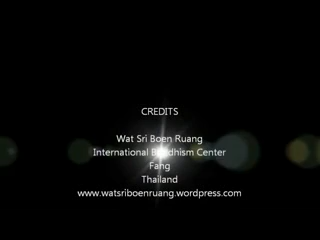 CREDITS
Wat Sri Boen Ruang
International Buddhism Center
Fang
Thailand
www.watsriboenruang.wordpress.com